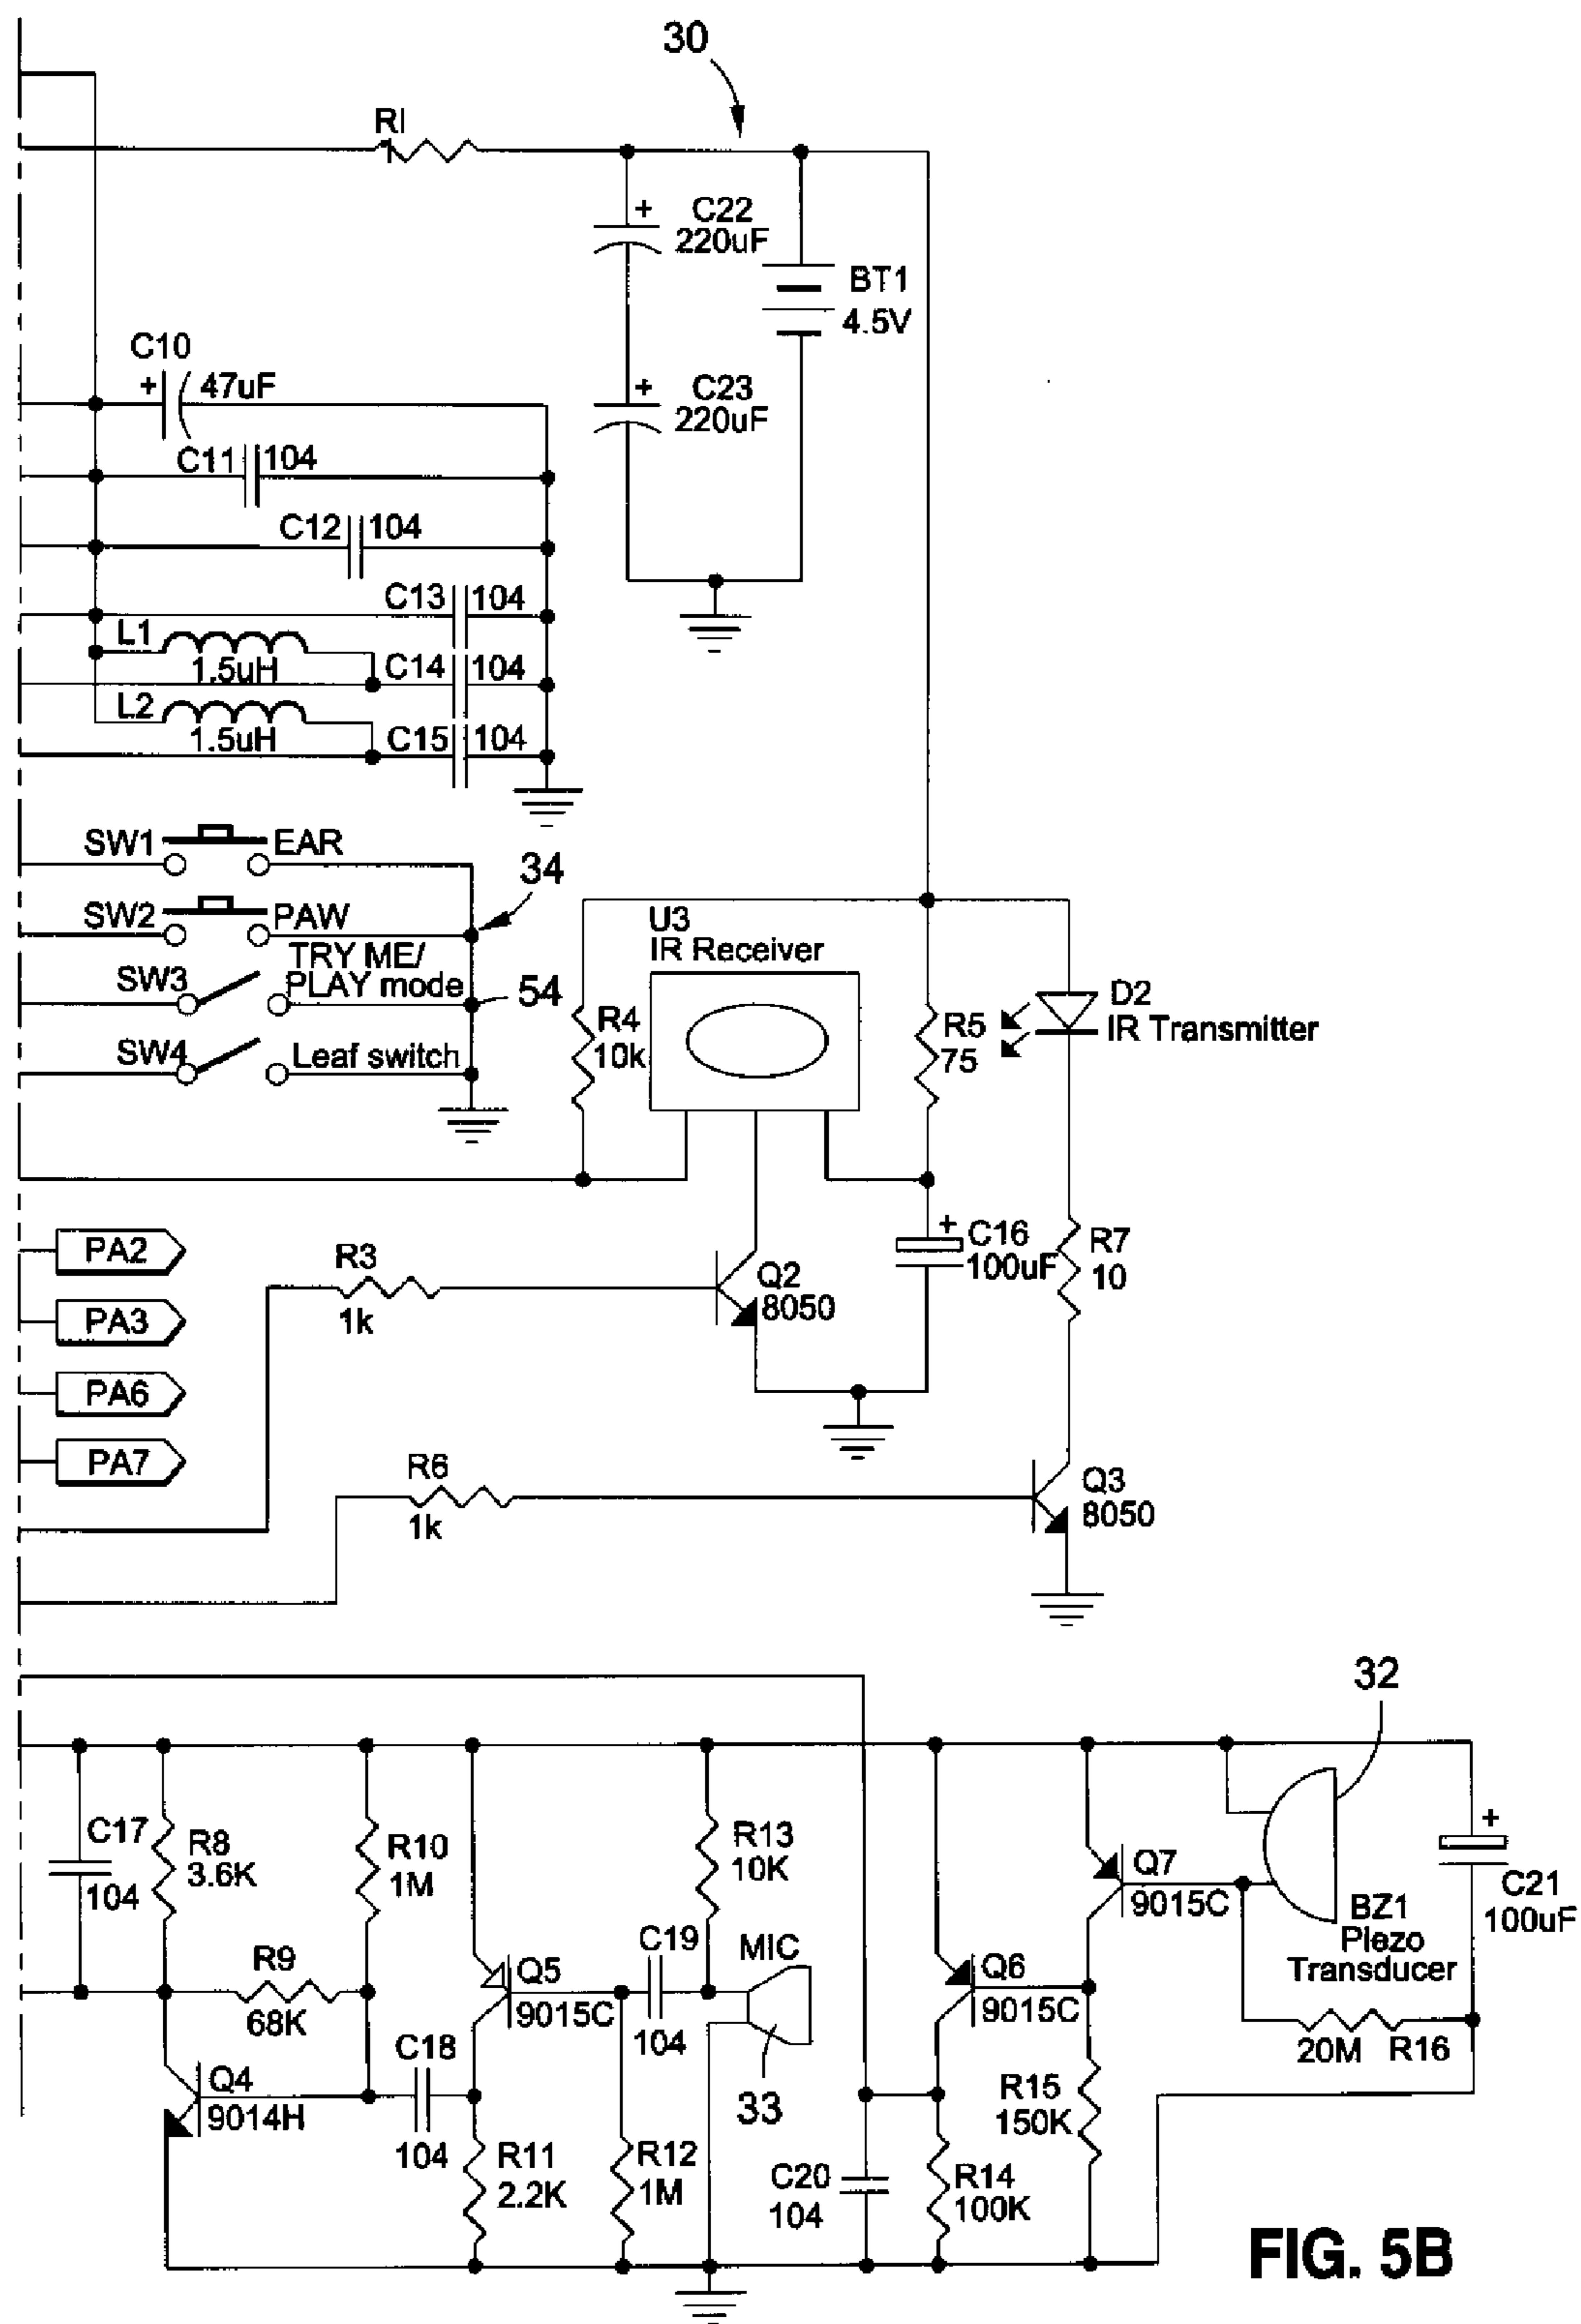 30
RI
+
C22
220uF
BT1
4.5V
C10
+
47uF
+
C23
220uF
C11
104
C12
104
C13
104
L1
1.5uH
C14
104
L2
1.5uH
C15
104
SW1
EAR
34
SW2
PAW
U3
IR Receiver
TRY ME/
SW3
PLAY mode
54
D2
IR Transmitter
R4
10k
R5
75
SW4
Leaf switch
PA2
R3
1k
Q2
8050
+
C16
100uF
R7
10
PA3
PA6
PA7
R6
1k
Q3
8050
32
C17
104
R8
3.6K
R10
1M
R13
10K
Q7
9015C
+
C21
100uF
BZ1
Piezo
Transducer
R9
68K
Q5
9015C
C19
104
MIC
Q6
9015C
20M
R16
C18
104
Q4
9014H
33
R15
150K
R11
2.2K
R12
1M
C20
104
R14
100K
FIG. 5B